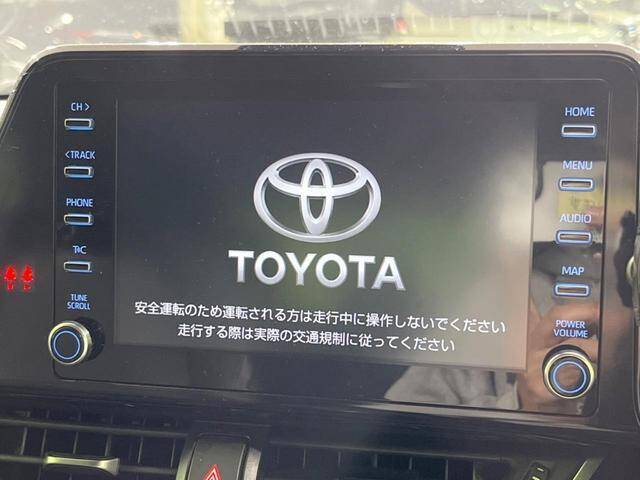 CH >
< TRACK
PHONE
T&C
TUNE
SCROLL
TOYOTA
安全運転のため運転される方は走行中に操作しないでください
走行する際は実際の交通規制に従ってください
HOME
MENU
AUDIO
MAP
POWER
VOLUME